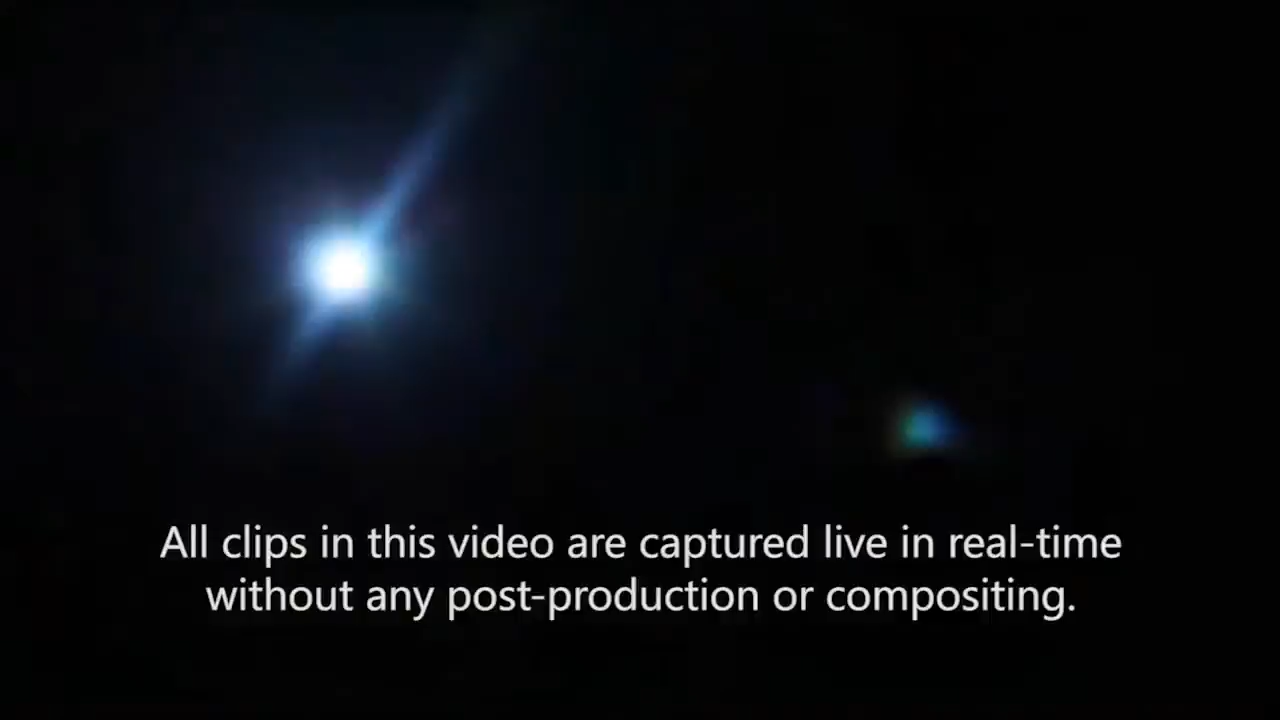 All clips in this video are captured live in real-time
without any post-production or compositing.